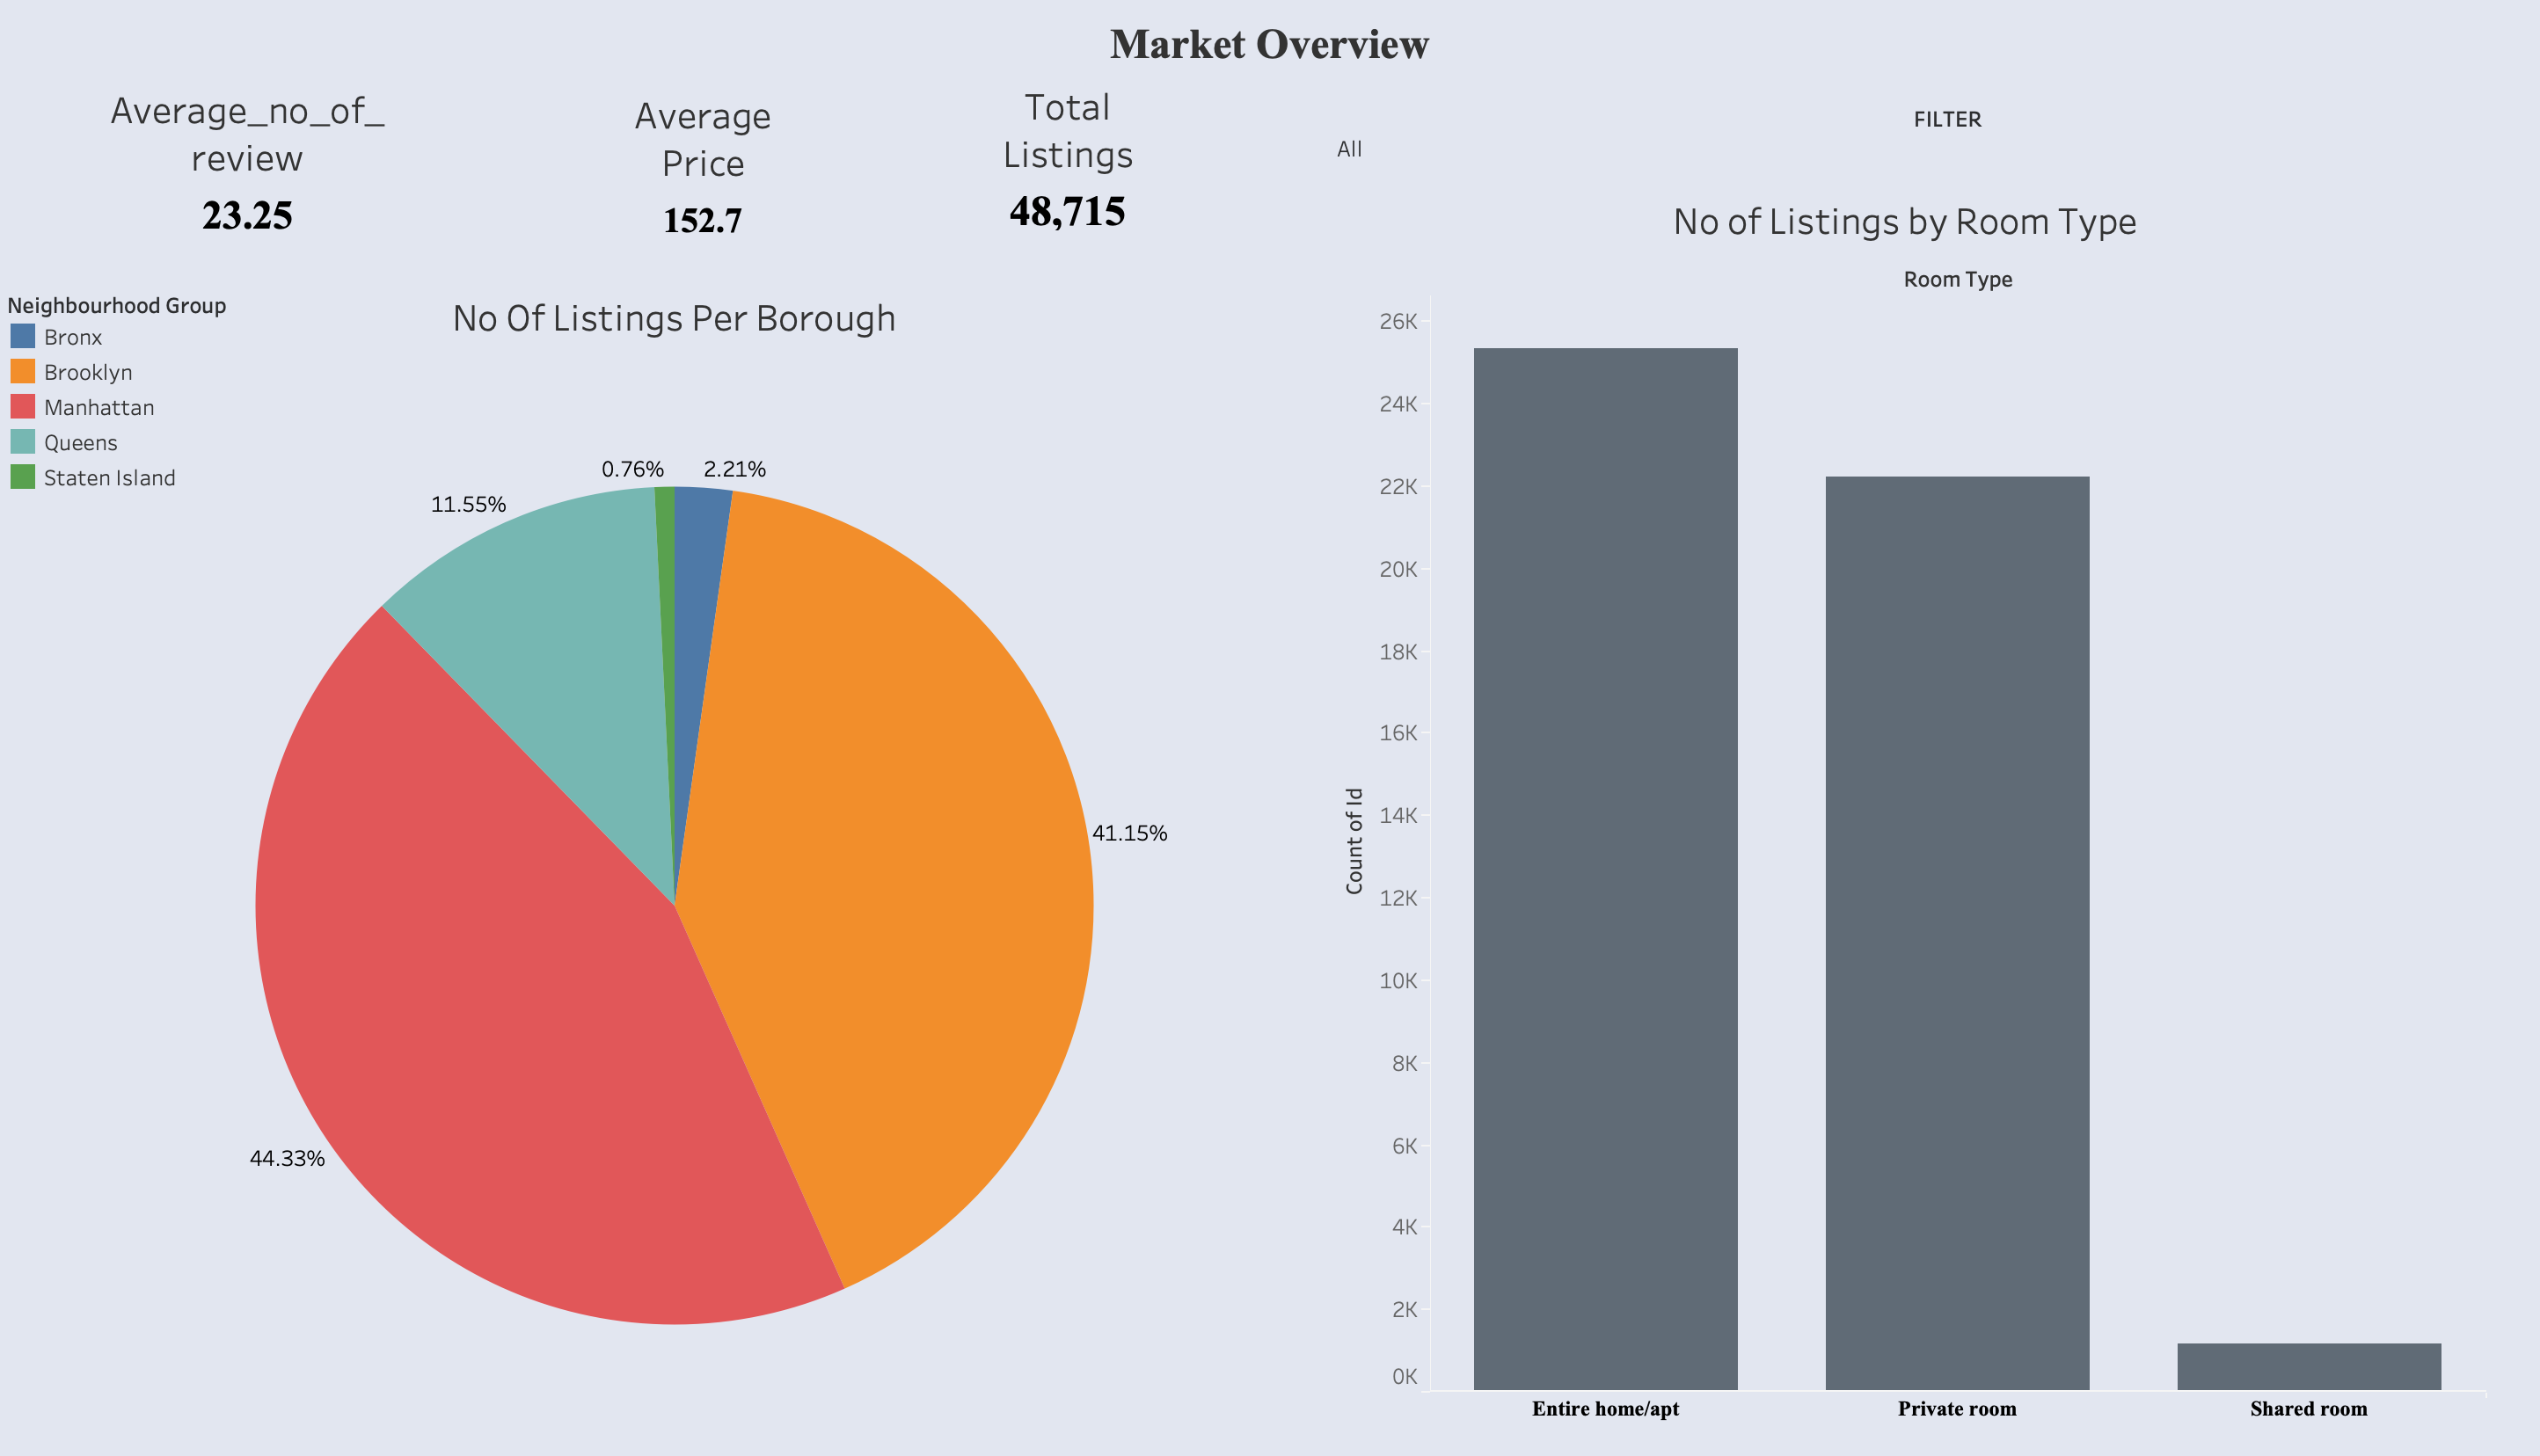 Market Overview
Average_no_of_
review
23.25
Average
Price
152.7
Total
Listings
48,715
All
FILTER
Neighbourhood Group
Bronx
Brooklyn
Manhattan
Queens
Staten Island
No Of Listings Per Borough
0.76%
2.21%
11.55%
41.15%
44.33%
No of Listings by Room Type
Room Type
Count of Id
26K
24K
22K
20K
18K
16K
14K
12K
10K
8K
6K
4K
2K
0K
Entire home/apt
Private room
Shared room